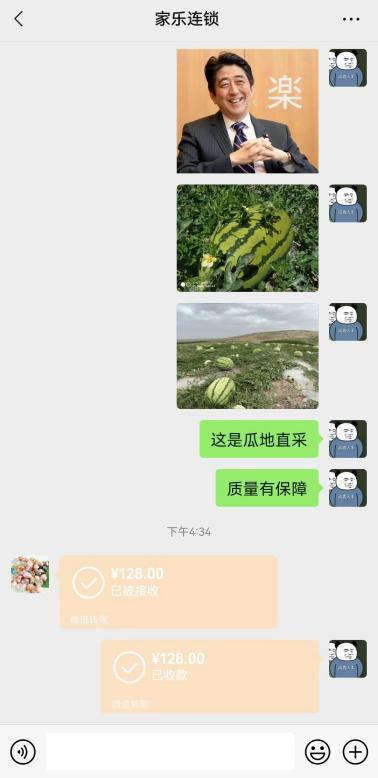 家乐连锁
楽
这是瓜地直采
质量有保障
下午4:34
¥128.00
已被接收
微信转账
¥128.00
已收款
微信转账